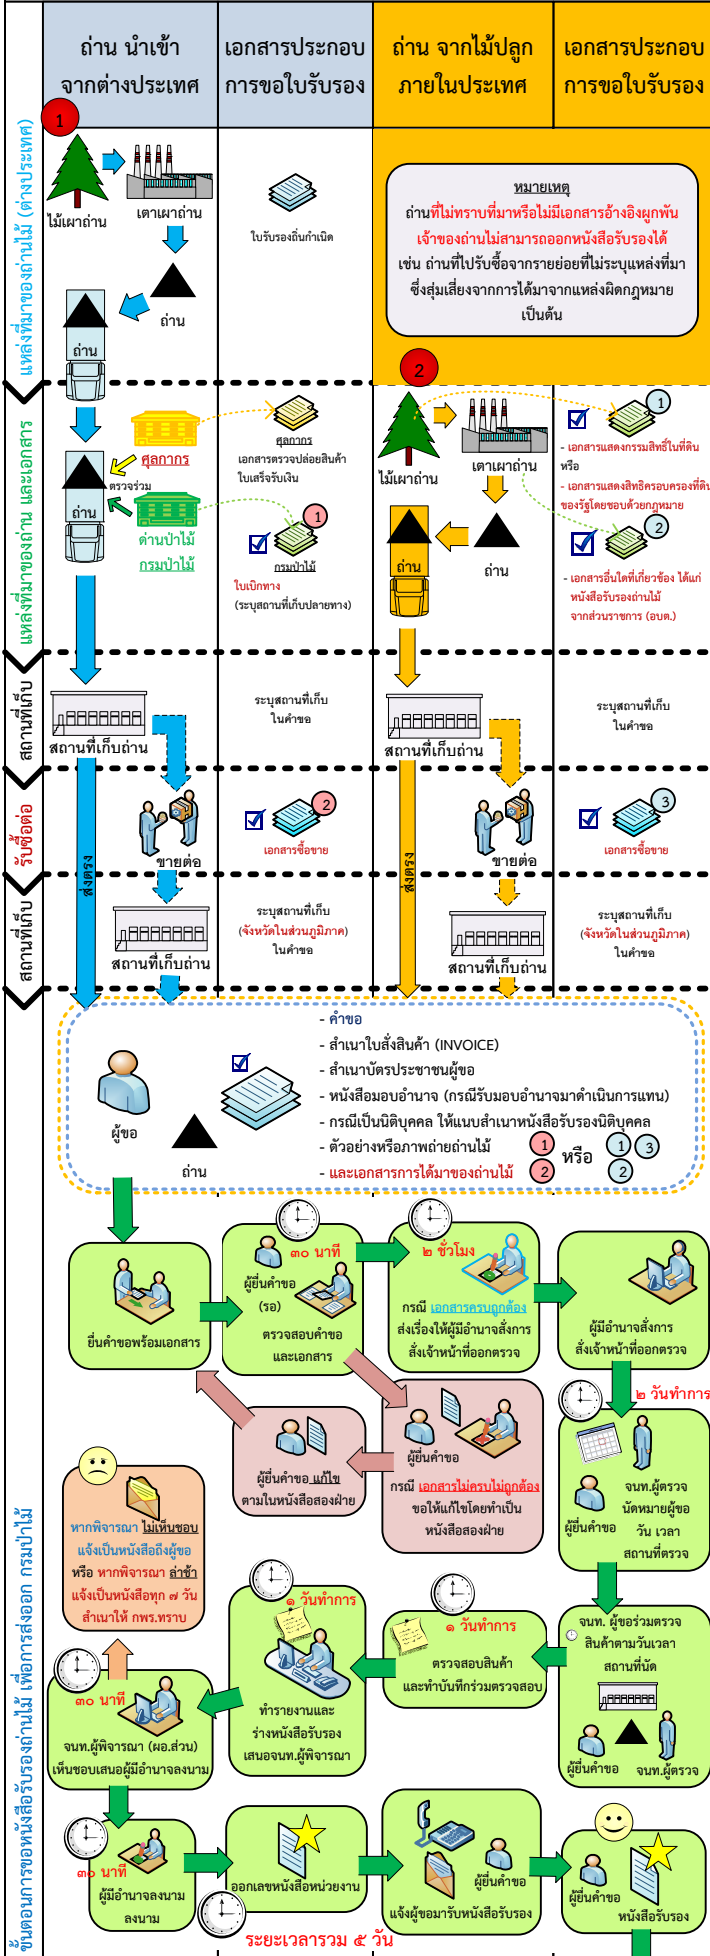 ถ่าน นำเข้า
จากต่างประเทศ
เอกสารประกอบ
การขอใบรับรอง
ถ่าน จากไม้ปลูก
ภายในประเทศ
เอกสารประกอบ
การขอใบรับรอง
แหล่งที่มาของถ่านไม้ (ต่างประเทศ)
1
ไม้เผาถ่าน
เตาเผาถ่าน
ถ่าน
ถ่าน
ใบรับรองถิ่นกำเนิด
หมายเหตุ
ถ่านที่ไม่ทราบที่มาหรือไม่มีเอกสารอ้างอิงผูกพัน
เจ้าของถ่านไม่สามารถออกหนังสือรับรองได้
เช่น ถ่านที่ไปรับซื้อจากรายย่อยที่ไม่ระบุแหล่งที่มา
ซึ่งสุ่มเสี่ยงจากการได้มาจากแหล่งผิดกฎหมาย
เป็นต้น
แหล่งที่มาของถ่าน และเอกสาร
ศุลกากร
ตรวจร่วม
ถ่าน
ด่านป่าไม้
กรมป่าไม้
ศุลกากร
เอกสารตรวจปล่อยสินค้า
ใบเสร็จรับเงิน
1
กรมป่าไม้
ใบเบิกทาง
(ระบุสถานที่เก็บปลายทาง)
2
ไม้เผาถ่าน
เตาเผาถ่าน
ถ่าน
ถ่าน
1
- เอกสารแสดงกรรมสิทธิ์ในที่ดิน
หรือ
- เอกสารแสดงสิทธิครอบครองที่ดิน
ของรัฐโดยชอบด้วยกฎหมาย
2
- เอกสารอื่นใดที่เกี่ยวข้อง ได้แก่
หนังสือรับรองถ่านไม้
จากส่วนราชการ (อบต.)
สถานที่เก็บ
สถานที่เก็บถ่าน
ระบุสถานที่เก็บ
ในคำขอ
สถานที่เก็บถ่าน
ระบุสถานที่เก็บ
ในคำขอ
รับซื้อต่อ
ส่งตรง
ขายต่อ
2
เอกสารซื้อขาย
ส่งตรง
ขายต่อ
3
เอกสารซื้อขาย
สถานที่เก็บ
สถานที่เก็บถ่าน
ระบุสถานที่เก็บ
(จังหวัดในส่วนภูมิภาค)
ในคำขอ
สถานที่เก็บถ่าน
ระบุสถานที่เก็บ
(จังหวัดในส่วนภูมิภาค)
ในคำขอ
ผู้ขอ
ถ่าน
- คำขอ
- สำเนาใบสั่งสินค้า (INVOICE)
- สำเนาบัตรประชาชนผู้ขอ
- หนังสือมอบอำนาจ (กรณีรับมอบอำนาจมาดำเนินการแทน)
- กรณีเป็นนิติบุคคล ให้แนบสำเนาหนังสือรับรองนิติบุคคล
- ตัวอย่างหรือภาพถ่ายถ่านไม้
- และเอกสารการได้มาของถ่านไม้
1
2
หรือ
1
3
2
ขั้นตอนการขอหนังสือรับรองถ่านไม้ เพื่อการส่งออก กรมป่าไม้
ยื่นคำขอพร้อมเอกสาร
๓๐ นาที
ผู้ยื่นคำขอ
(รอ)
ตรวจสอบคำขอ
และเอกสาร
๒ ชั่วโมง
กรณี เอกสารครบถูกต้อง
ส่งเรื่องให้ผู้มีอำนาจสั่งการ
สั่งเจ้าหน้าที่ออกตรวจ
ผู้มีอำนาจสั่งการ
สั่งเจ้าหน้าที่ออกตรวจ
๒ วันทำการ
ผู้ยื่นคำขอ แก้ไข
ตามในหนังสือสองฝ่าย
ผู้ยื่นคำขอ
กรณี เอกสารไม่ครบไม่ถูกต้อง
ขอให้แก้ไขโดยทำเป็น
หนังสือสองฝ่าย
ผู้ยื่นคำขอ
จนท.ผู้ตรวจ
นัดหมายผู้ขอ
วัน เวลา
สถานที่ตรวจ
หากพิจารณา ไม่เห็นชอบ
แจ้งเป็นหนังสือถึงผู้ขอ
หรือ หากพิจารณา ล่าช้า
แจ้งเป็นหนังสือทุก ๗ วัน
สำเนาให้ กพร.ทราบ
๑ วันทำการ
ทำรายงานและ
ร่างหนังสือรับรอง
เสนอจนท.ผู้พิจารณา
๑ วันทำการ
ตรวจสอบสินค้า
และทำบันทึกร่วมตรวจสอบ
จนท. ผู้ขอร่วมตรวจ
สินค้าตามวันเวลา
สถานที่นัด
ผู้ยื่นคำขอ
จนท.ผู้ตรวจ
๓๐ นาที
จนท.ผู้พิจารณา (ผอ.ส่วน)
เห็นชอบเสนอผู้มีอำนาจลงนาม
๓๐ นาที
ผู้มีอำนาจลงนาม
ลงนาม
ออกเลขหนังสือหน่วยงาน
ผู้ยื่นคำขอ
แจ้งผู้ขอมารับหนังสือรับรอง
ผู้ยื่นคำขอ
หนังสือรับรอง
ระยะเวลารวม ๕ วัน